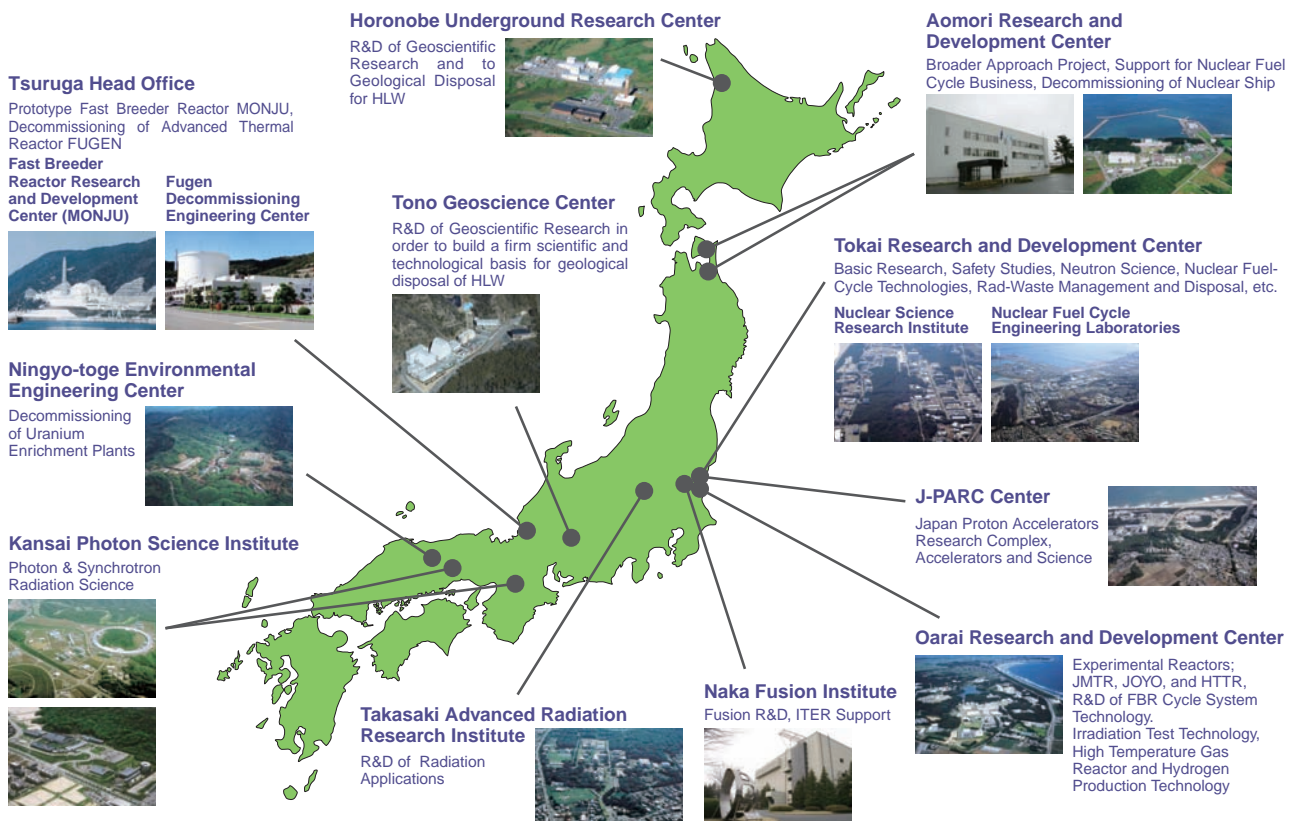 Horonobe Underground Research Center
R&D of Geoscientific
Research and to
Geological Disposal
for HLW
Aomori Research and
Development Center
Broader Approach Project, Support for Nuclear Fuel
Cycle Business, Decommissioning of Nuclear Ship
Tsuruga Head Office
Prototype Fast Breeder Reactor MONJU,
Decommissioning of Advanced Thermal
Reactor FUGEN
Fast Breeder
Reactor Research
and Development
Center (MONJU)
Fugen
Decommissioning
Engineering Center
Tono Geoscience Center
R&D of Geoscientific Research in
order to build a firm scientific and
technological basis for geological
disposal of HLW
Tokai Research and Development Center
Basic Research, Safety Studies, Neutron Science, Nuclear Fuel-
Cycle Technologies, Rad-Waste Management and Disposal, etc.
Nuclear Science
Research Institute
Nuclear Fuel Cycle
Engineering Laboratories
Ningyo-toge Environmental
Engineering Center
Decommissioning
of Uranium
Enrichment Plants
J-PARC Center
Japan Proton Accelerators
Research Complex,
Accelerators and Science
Kansai Photon Science Institute
Photon & Synchrotron
Radiation Science
Oarai Research and Development Center
Experimental Reactors;
JMTR, JOYO, and HTTR,
R&D of FBR Cycle System
Technology.
Irradiation Test Technology,
High Temperature Gas
Reactor and Hydrogen
Production Technology
Naka Fusion Institute
Fusion R&D, ITER Support
Takasaki Advanced Radiation
Research Institute
R&D of Radiation
Applications